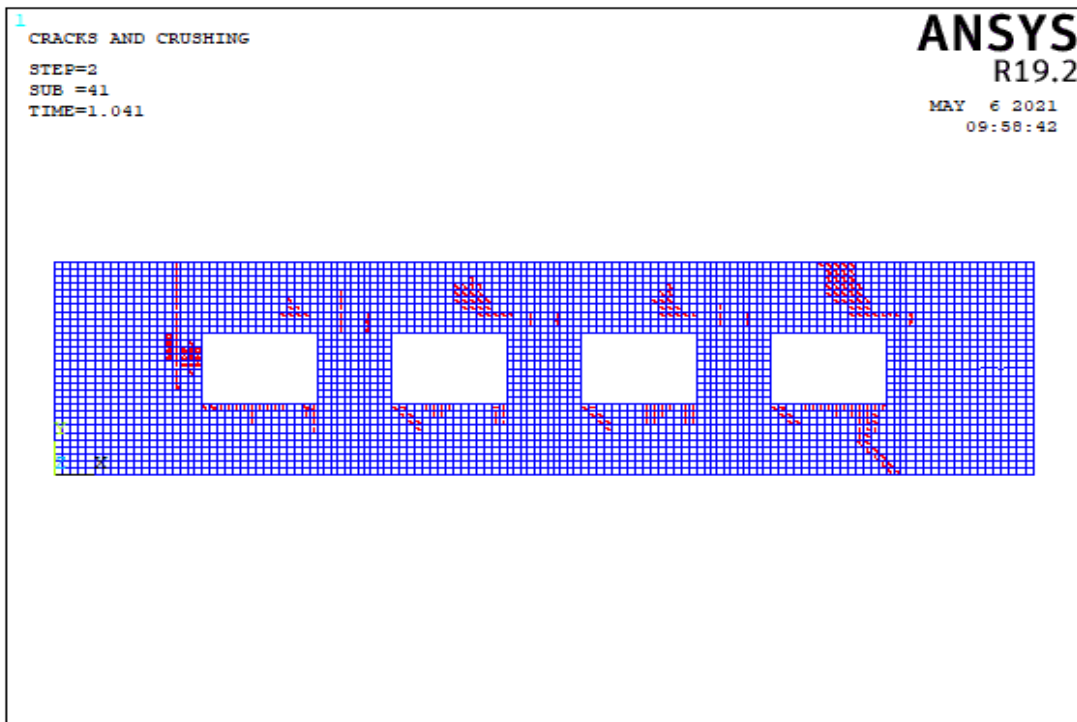 1
CRACKS AND CRUSHING
STEP=2
SUB =41
TIME=1.041
ANSYS
R19.2
MAY  6 2021
09:58:42
Y
Z X